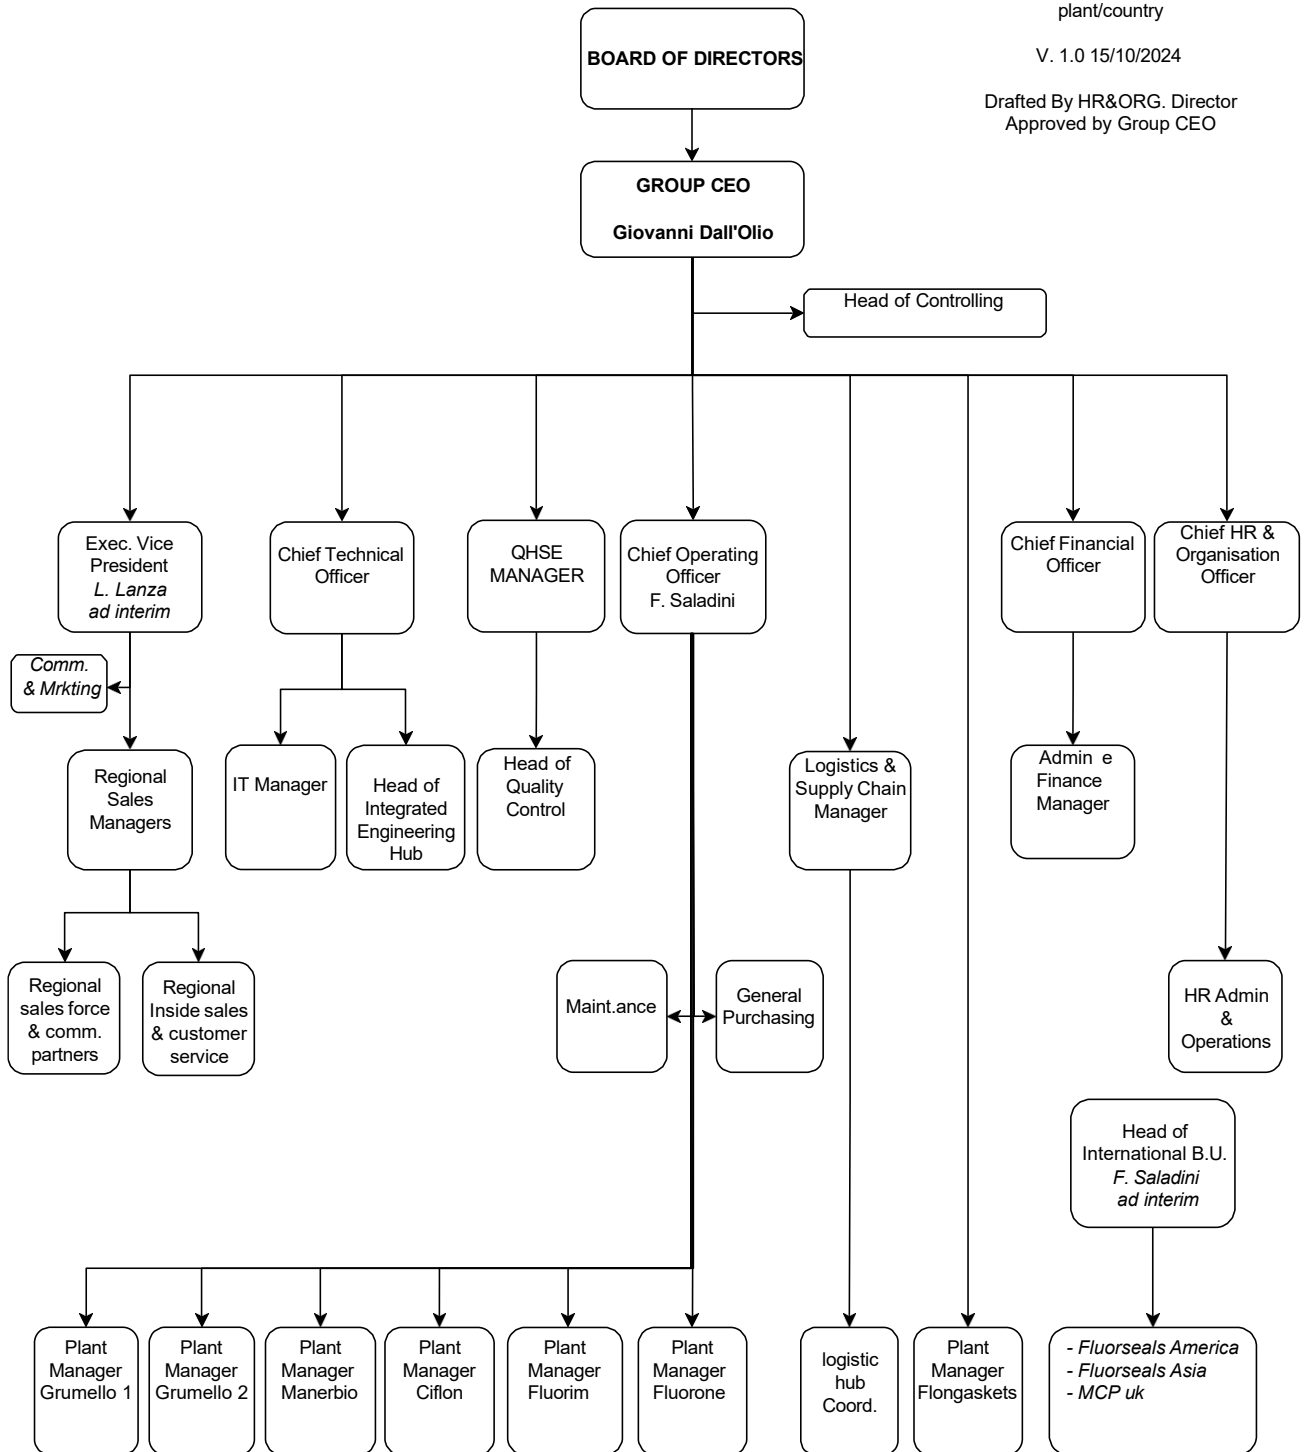 plant/country
V. 1.0 15/10/2024
Drafted By HR&ORG. Director
Approved by Group CEO
BOARD OF DIRECTORS
GROUP CEO
Giovanni Dall'Olio
Head of Controlling
Exec. Vice
President
L. Lanza
ad interim
Chief Technical
Officer
QHSE
MANAGER
Chief Operating
Officer
F. Saladini
Chief Financial
Officer
Chief HR &
Organisation
Officer
Comm.
& Mrkting
Regional
Sales
Managers
IT Manager
Head of
Integrated
Engineering
Hub
Head of
Quality
Control
Logistics &
Supply Chain
Manager
Admin e
Finance
Manager
Regional
sales force
& comm.
partners
Regional
Inside sales
& customer
service
Maint.ance
General
Purchasing
HR Admin
&
Operations
Head of
International B.U.
F. Saladini
ad interim
Plant
Manager
Grumello 1
Plant
Manager
Grumello 2
Plant
Manager
Manerbio
Plant
Manager
Ciflon
Plant
Manager
Fluorim
Plant
Manager
Fluorone
logistic
hub
Coord.
Plant
Manager
Flongaskets
- Fluorseals America
- Fluorseals Asia
- MCP uk